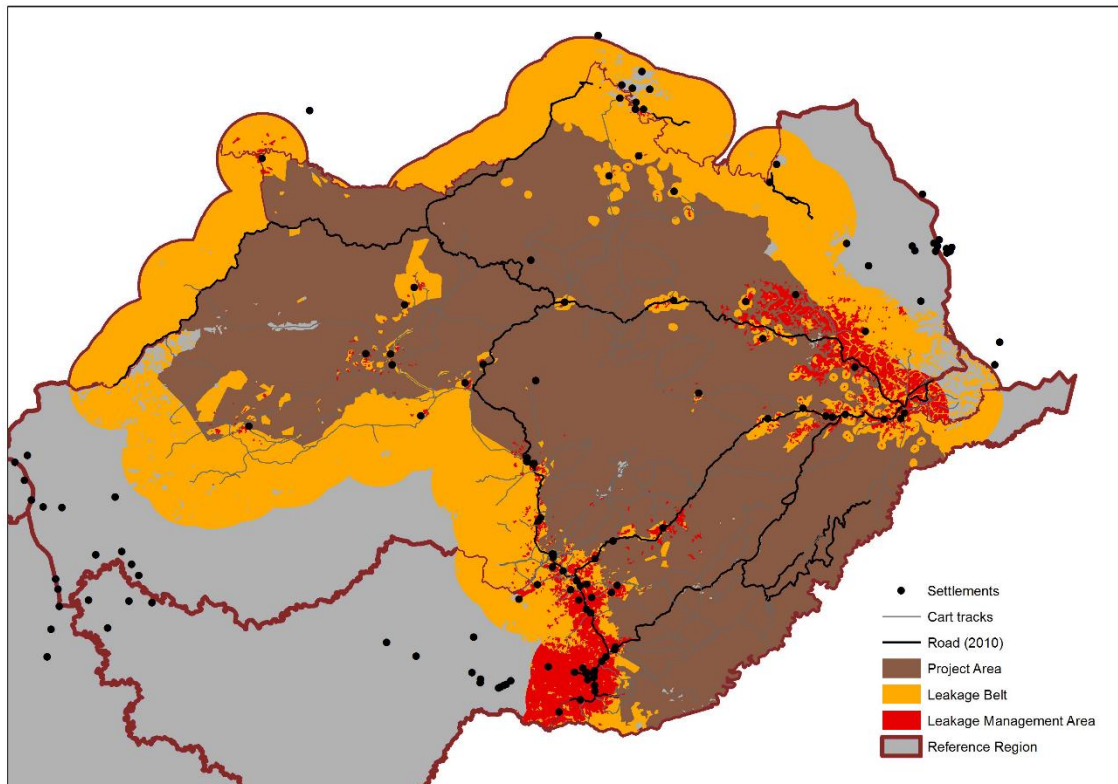 Settlements
Cart tracks
Road (2010)
Project Area
Leakage Belt
Leakage Management Area
Reference Region